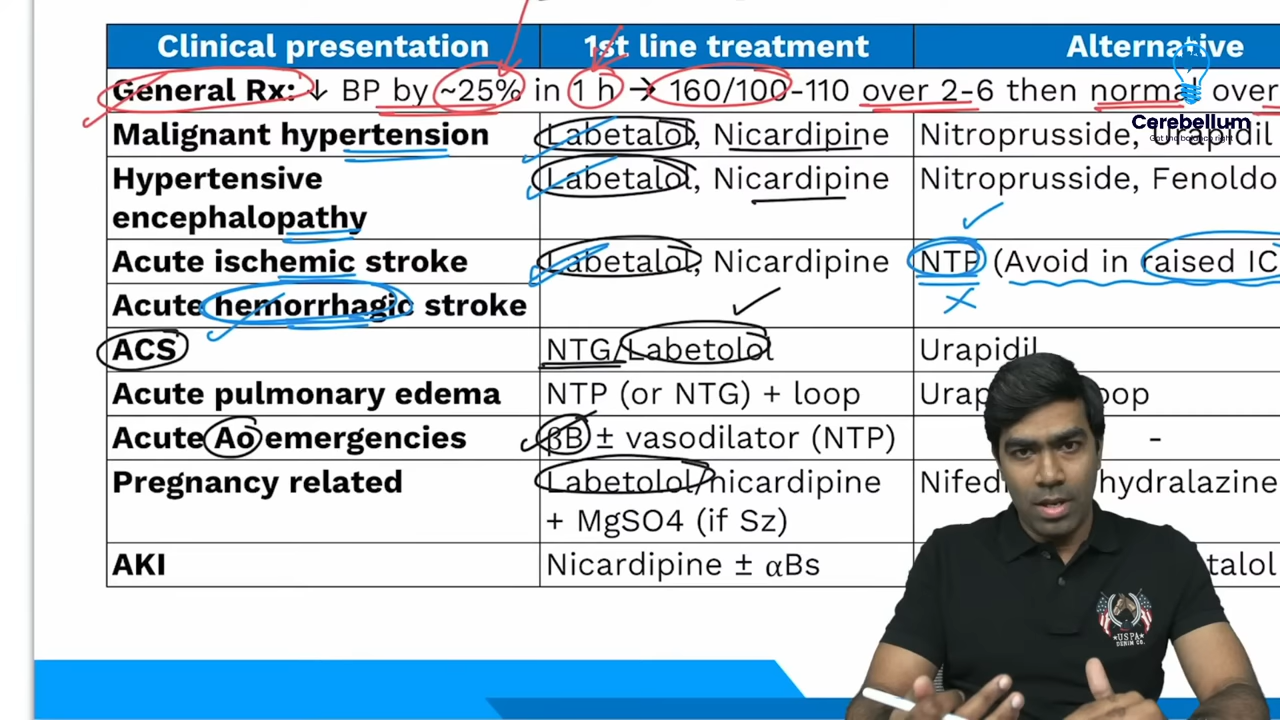 Clinical presentation 1st line treatment Alternative
General Rx: ↓ BP by ~25% in 1 h → 160/100-110 over 2-6 then normal over
Malignant hypertension Labetalol, Nicardipine Nitroprusside, Urapidil
Hypertensive encephalopathy Labetalol, Nicardipine Nitroprusside, Fenoldo
Acute ischemic stroke Labetalol, Nicardipine NTP (Avoid in raised IC
Acute hemorrhagic stroke
ACS NTG/Labetolol Urapidil
Acute pulmonary edema NTP (or NTG) + loop loop
Acute Ao emergencies βB ± vasodilator (NTP) -
Pregnancy related Labetolol/nicardipine + MgSO4 (if Sz) hydralazine
AKI Nicardipine ± αBs
Cerebellum
USPA
DENIM CO.